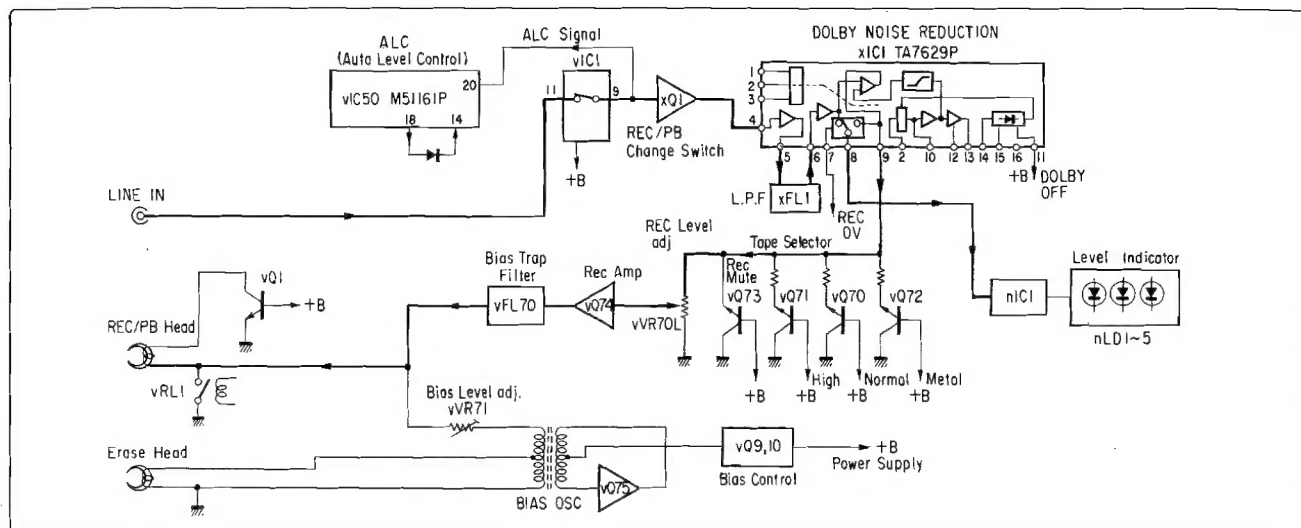 ALC
(Auto Level Control)
vIC50 M51161P
20
18
14
ALC Signal
vIC1
11
9
+B
xQ1
REC/PB
Change Switch
DOLBY NOISE REDUCTION
xIC1 TA7629P
1
2
3
4
5
6
7
8
9
2
10
12
13
14
15
16
11
+B
DOLBY
OFF
L.P.F
xFL1
REC
0V
LINE IN
REC Level
adj
Tape Selector
Bias Trap
Filter
Rec Amp
vFL70
vQ74
vVR70L
Rec
Mute
vQ73
vQ71
vQ70
vQ72
+B
High
+B
Normal
+B
Metal
+B
nIC1
Level Indicator
nLD1~5
vQ1
+B
REC/PB Head
vRL1
Bias Level adj.
vVR71
Erase Head
BIAS OSC
vQ75
vQ9,10
Bias Control
+B
Power Supply